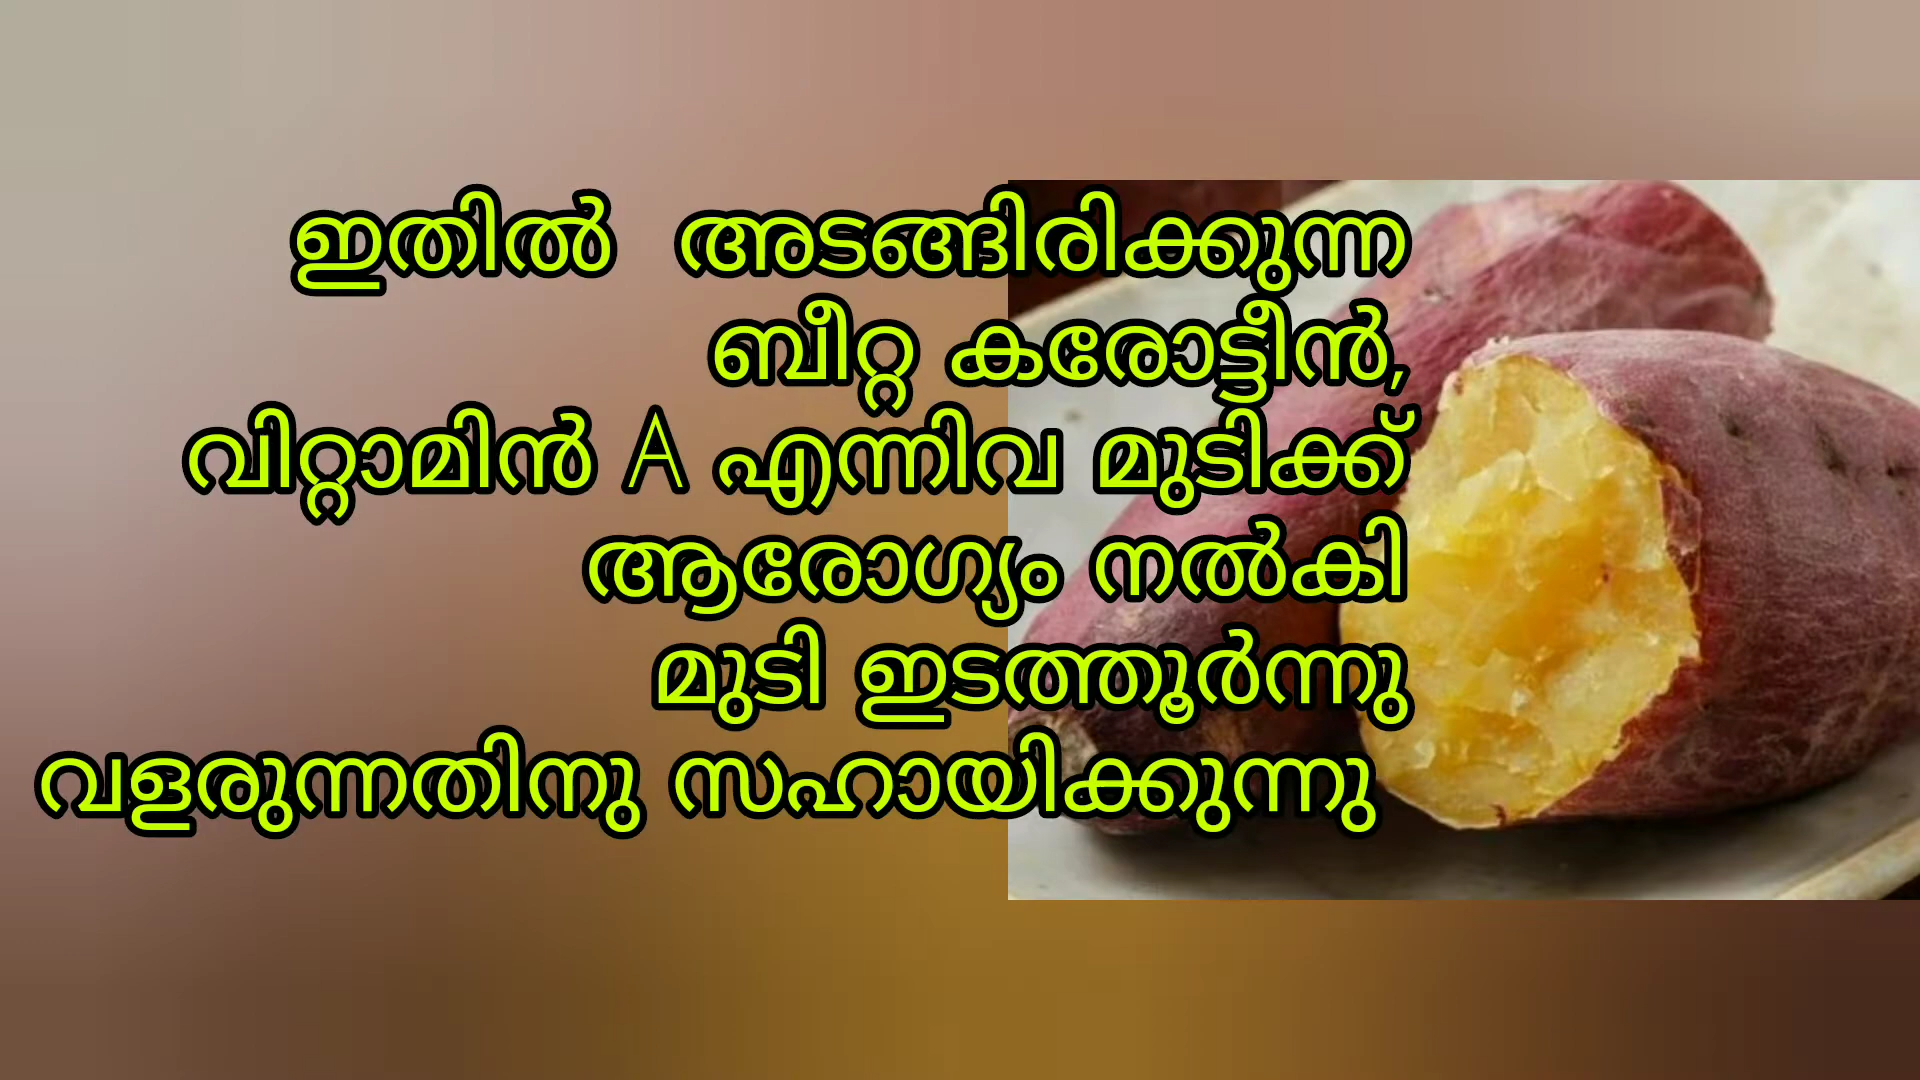 ഇതിൽ അടങ്ങിരിക്കുന്ന
ബീറ്റ കരോട്ടീൻ,
വിറ്റാമിൻ A എന്നിവ മുടിക്ക്
ആരോഗ്യം നൽകി
മുടി ഇടത്തൂർന്നു
വളരുന്നതിനു സഹായിക്കുന്നു